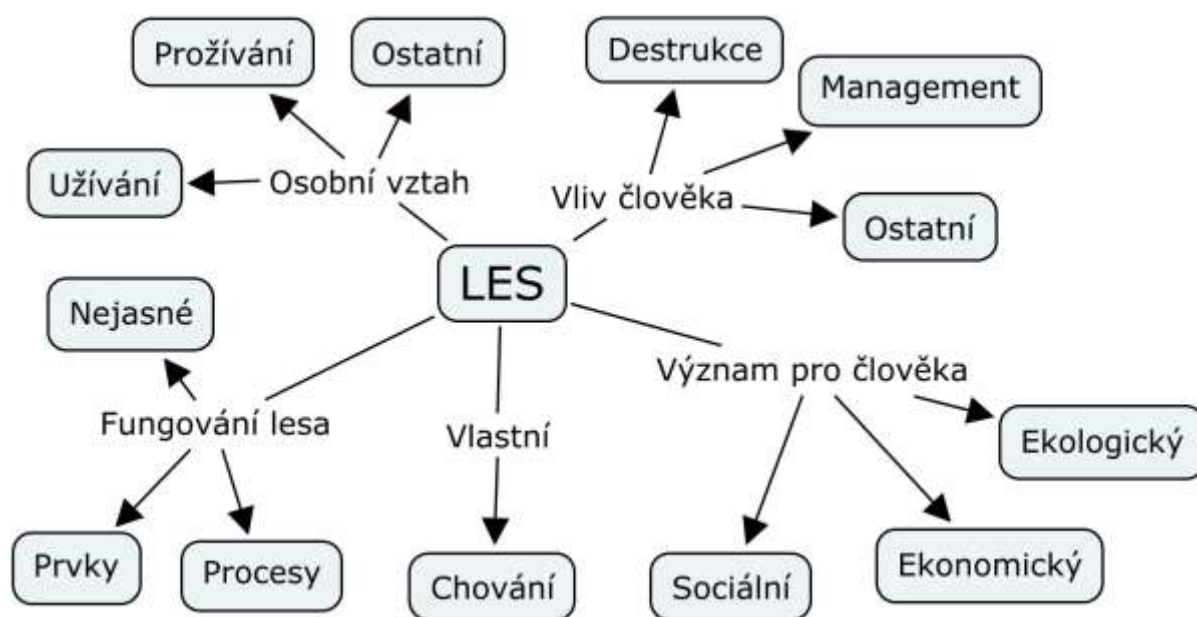 Prožívání
Ostatní
Destrukce
Management
Užívání
Osobní vztah
Vliv člověka
Ostatní
LES
Nejasné
Význam pro člověka
Fungování lesa
Vlastní
Ekologický
Prvky
Procesy
Chování
Sociální
Ekonomický